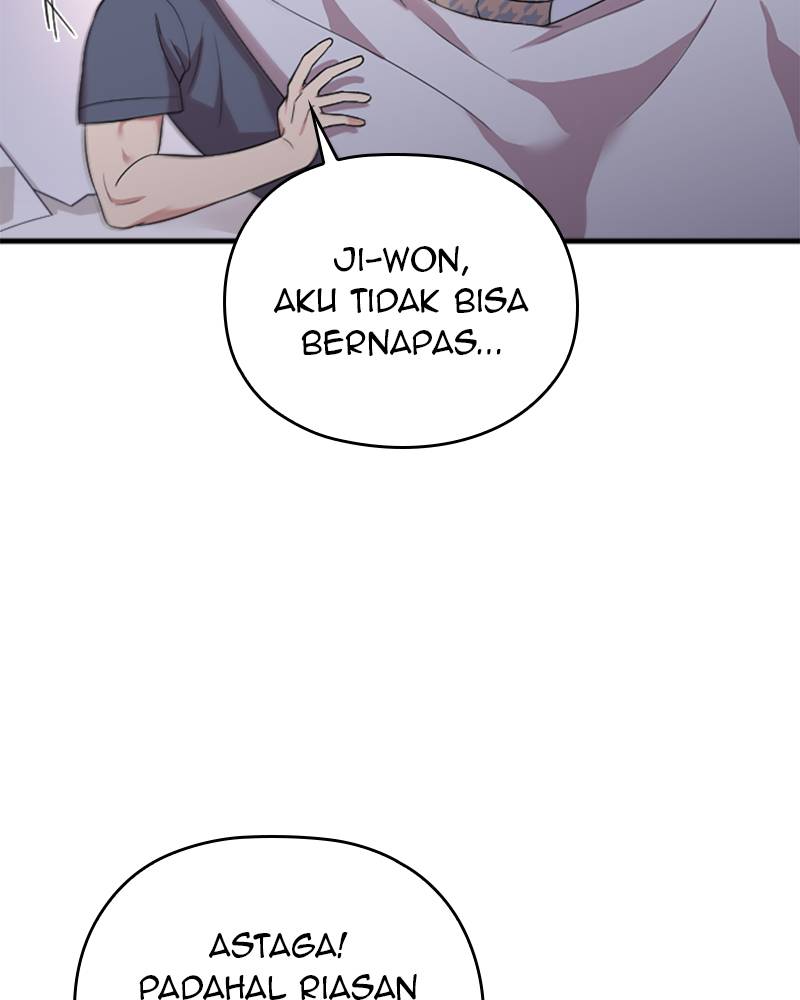 JI-WON,
AKU TIDAK BISA
BERNAPAS...
ASTAGA!
PADAHAL RIASAN